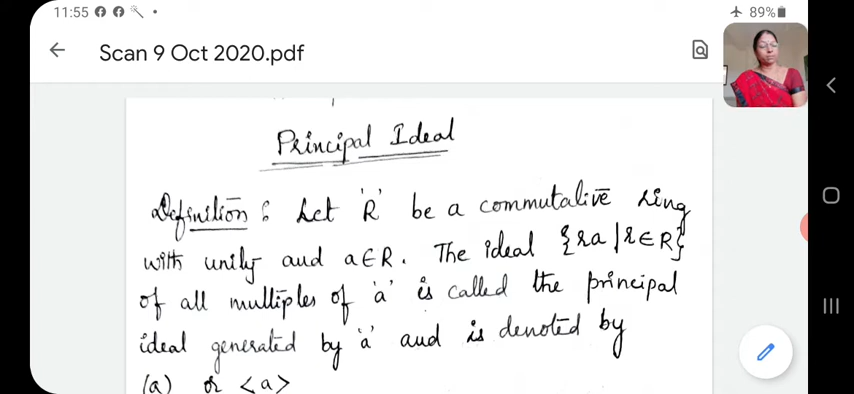 11:55
89%
Scan 9 Oct 2020.pdf
Principal Ideal
Definition : Let 'R' be a commutative ring
with unity and a∈R. The ideal {ra | r∈R}
of all multiples of 'a' is called the principal
ideal generated by 'a' and is denoted by
(a) or <a>